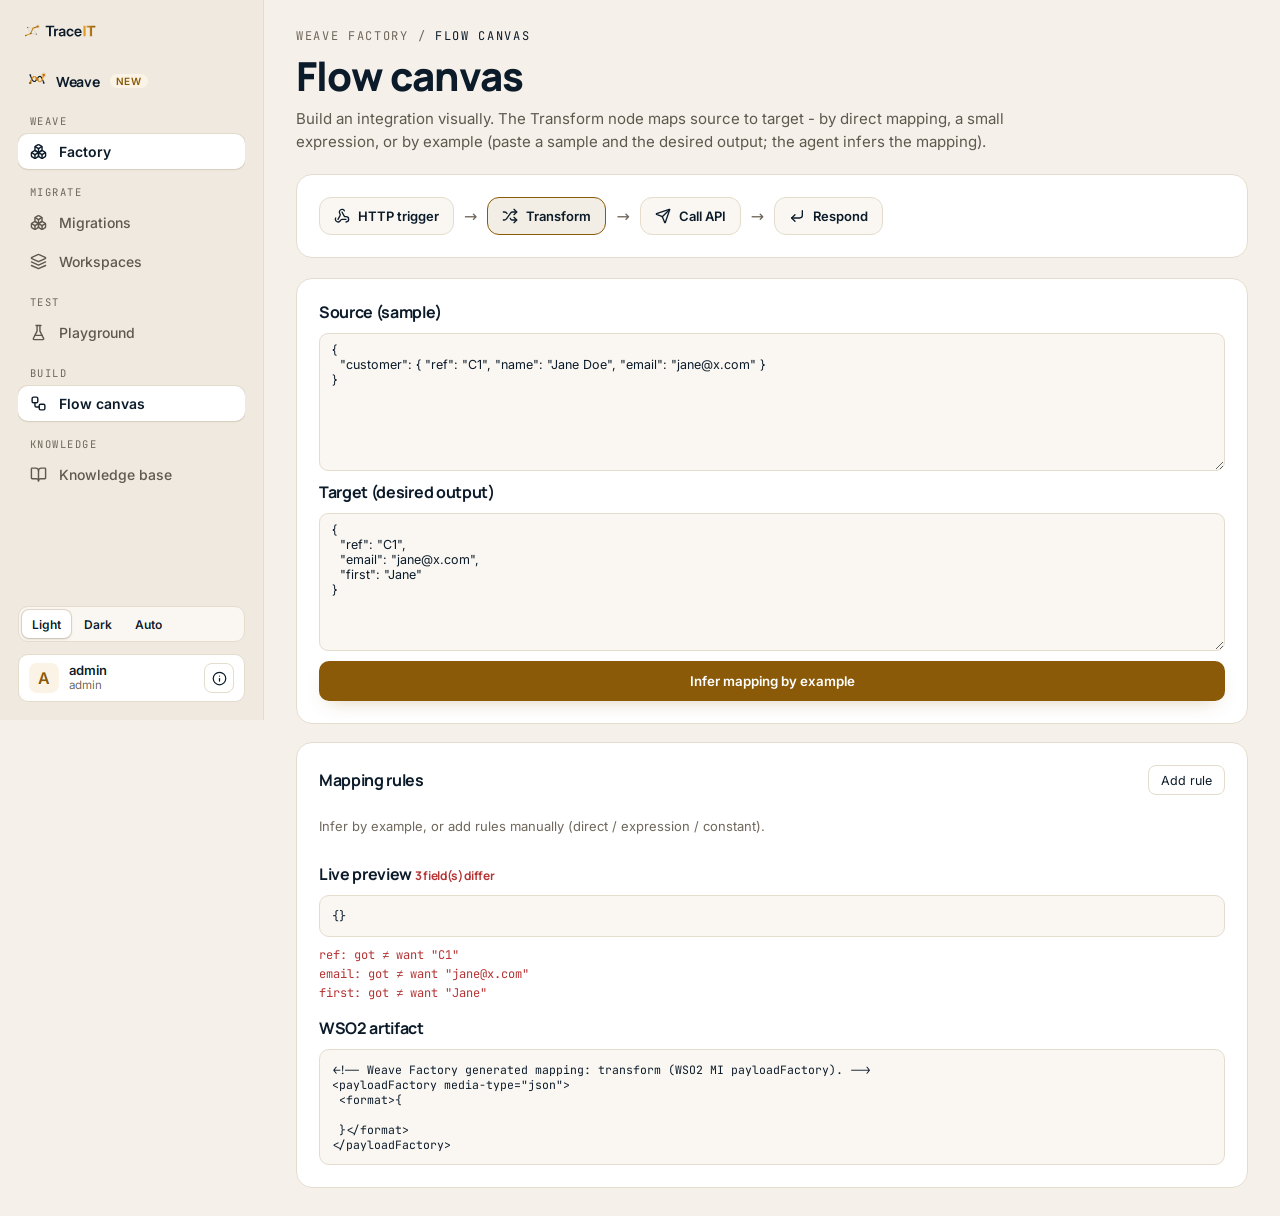 TraceIT
Weave NEW
WEAVE
Factory
MIGRATE
Migrations
Workspaces
TEST
Playground
BUILD
Flow canvas
KNOWLEDGE
Knowledge base
Light Dark Auto
A admin
admin
WEAVE FACTORY / FLOW CANVAS
Flow canvas
Build an integration visually. The Transform node maps source to target - by direct mapping, a small
expression, or by example (paste a sample and the desired output; the agent infers the mapping).
HTTP trigger → Transform → Call API → Respond
Source (sample)
{
"customer": { "ref": "C1", "name": "Jane Doe", "email": "jane@x.com" }
}
Target (desired output)
{
"ref": "C1",
"email": "jane@x.com",
"first": "Jane"
}
Infer mapping by example
Mapping rules
Add rule
Infer by example, or add rules manually (direct / expression / constant).
Live preview 3 field(s) differ
{}
ref: got ≠ want "C1"
email: got ≠ want "jane@x.com"
first: got ≠ want "Jane"
WSO2 artifact
<!-- Weave Factory generated mapping: transform (WSO2 MI payloadFactory). -->
<payloadFactory media-type="json">
<format>{
}</format>
</payloadFactory>